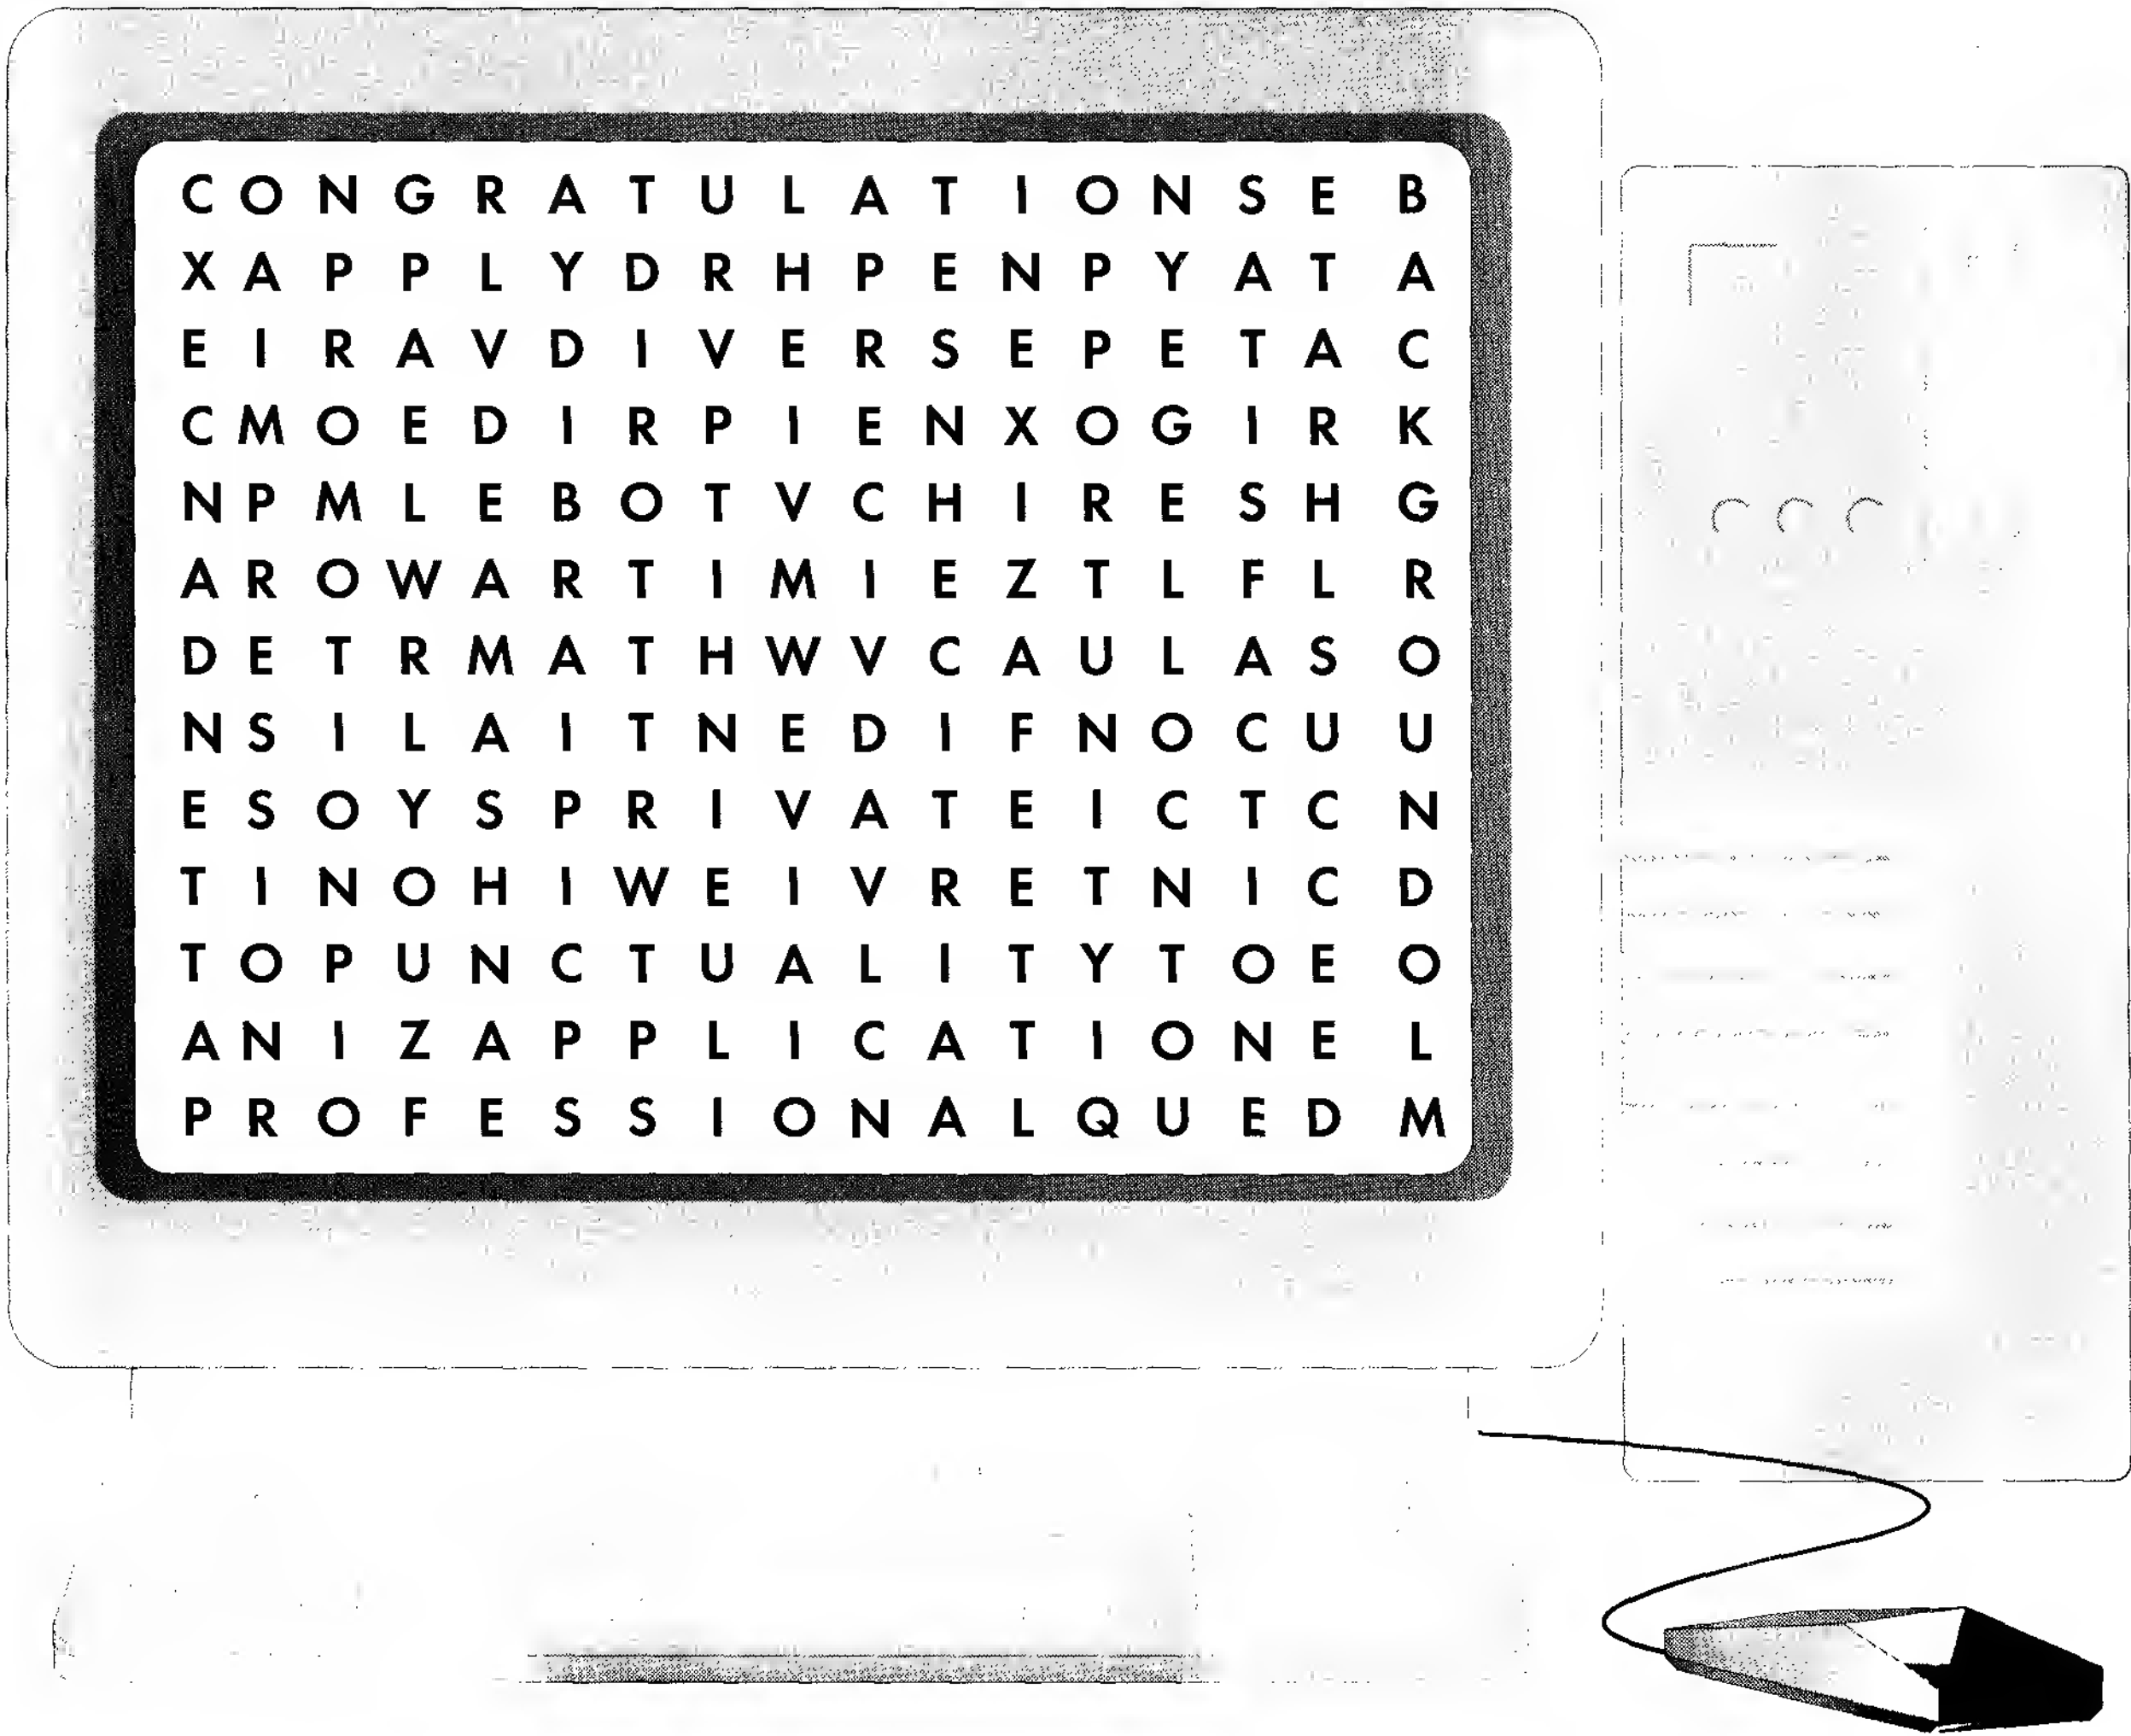 C O N G R A T U L A T I O N S E B
X A P P L Y D R H P E N P Y A T A
E I R A V D I V E R S E P E T A C
C M O E D I R P I E N X O G I R K
N P M L E B O T V C H I R E S H G
A R O W A R T I M I E Z T L F L R
D E T R M A T H W V C A U L A S O
N S I L A I T N E D I F N O C U U
E S O Y S P R I V A T E I C T C N
T I N O H I W E I V R E T N I C D
T O P U N C T U A L I T Y T O E O
A N I Z A P P L I C A T I O N E L
P R O F E S S I O N A L Q U E D M